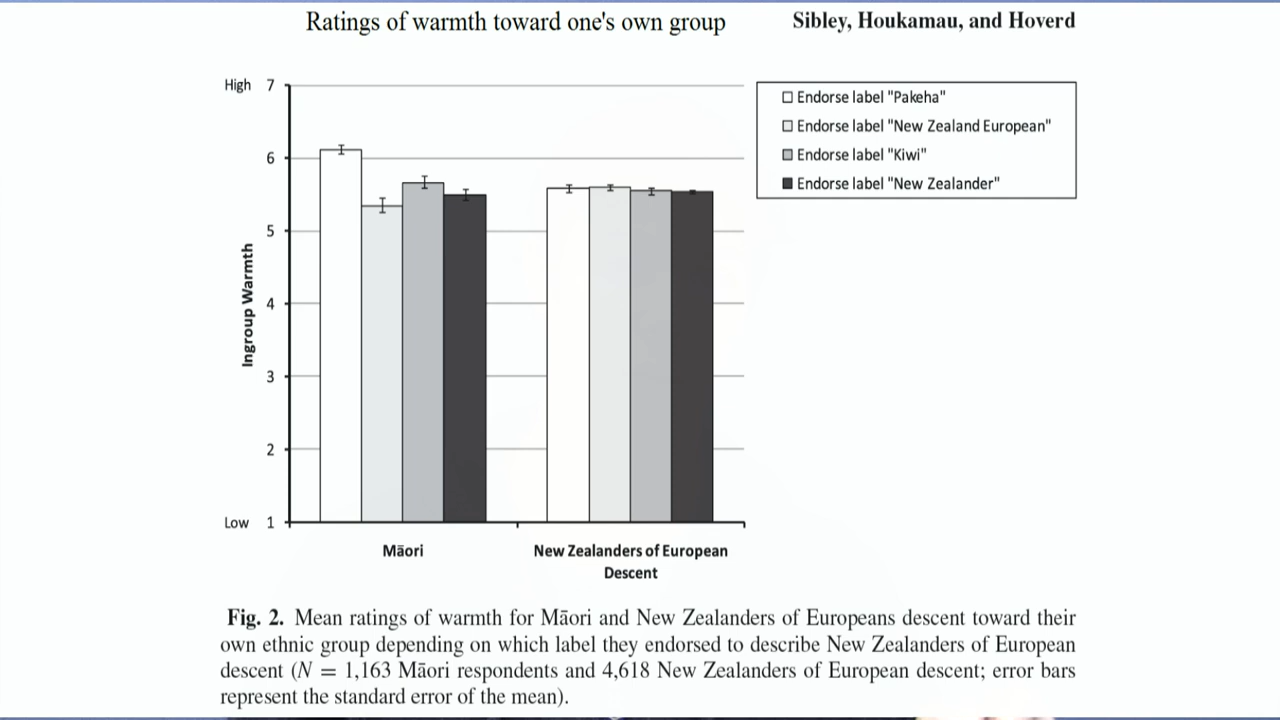 Ratings of warmth toward one's own group
Sibley, Houkamau, and Hoverd
High 7
6
5
4
3
2
Low 1
Ingroup Warmth
Endorse label "Pakeha"
Endorse label "New Zealand European"
Endorse label "Kiwi"
Endorse label "New Zealander"
Māori
New Zealanders of European
Descent
Fig. 2. Mean ratings of warmth for Māori and New Zealanders of Europeans descent toward their
own ethnic group depending on which label they endorsed to describe New Zealanders of European
descent (N = 1,163 Māori respondents and 4,618 New Zealanders of European descent; error bars
represent the standard error of the mean).